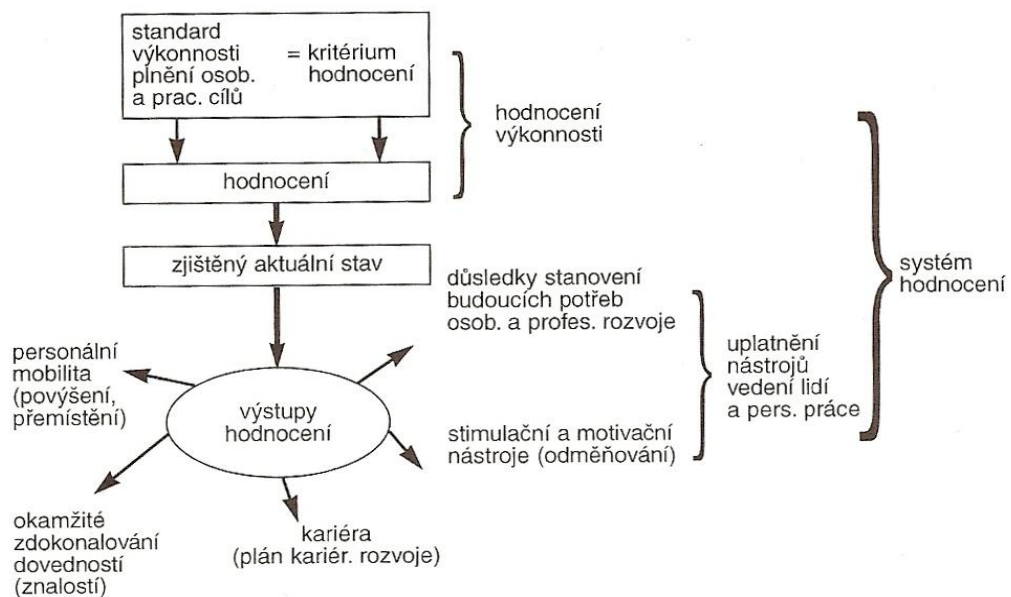 standard
výkonnosti
plnění osob.
a prac. cílů
= kritérium
hodnocení
hodnocení
výkonnosti
hodnocení
zjištěný aktuální stav
důsledky stanovení
budoucích potřeb
osob. a profes. rozvoje
systém
hodnocení
uplatnění
nástrojů
vedení lidí
a pers. práce
personální
mobilita
(povýšení,
přemístění)
výstupy
hodnocení
stimulační a motivační
nástroje (odměňování)
okamžité
zdokonalování
dovedností
(znalostí)
kariéra
(plán kariér. rozvoje)